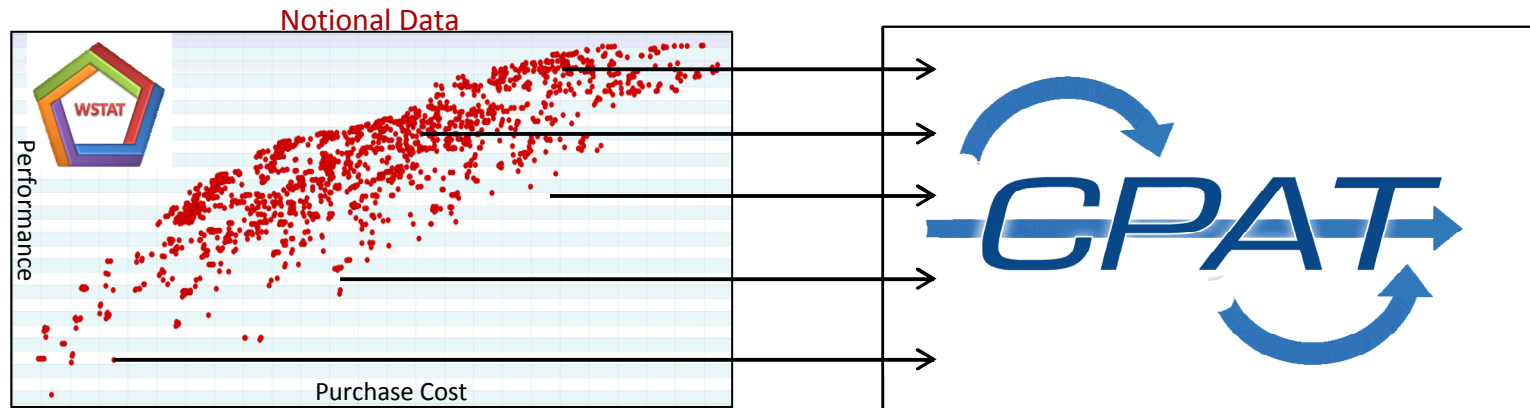 Notional Data
WSTAT
Performance
Purchase Cost
CPAT